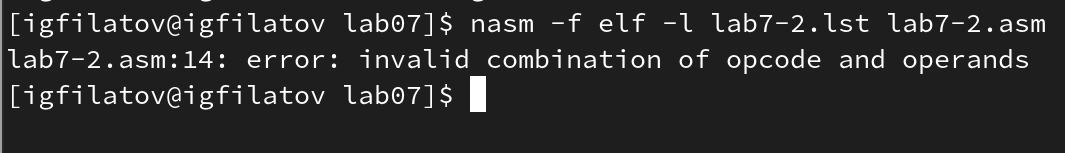 [igfilatov@igfilatov lab07]$ nasm -f elf -l lab7-2.lst lab7-2.asm
lab7-2.asm:14: error: invalid combination of opcode and operands
[igfilatov@igfilatov lab07]$